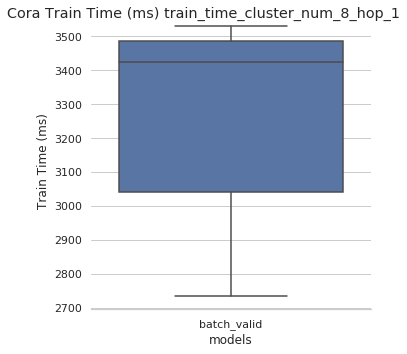 Cora Train Time (ms) train_time_cluster_num_8_hop_1
3500
3400
3300
3200
3100
3000
2900
2800
2700
Train Time (ms)
batch_valid
models